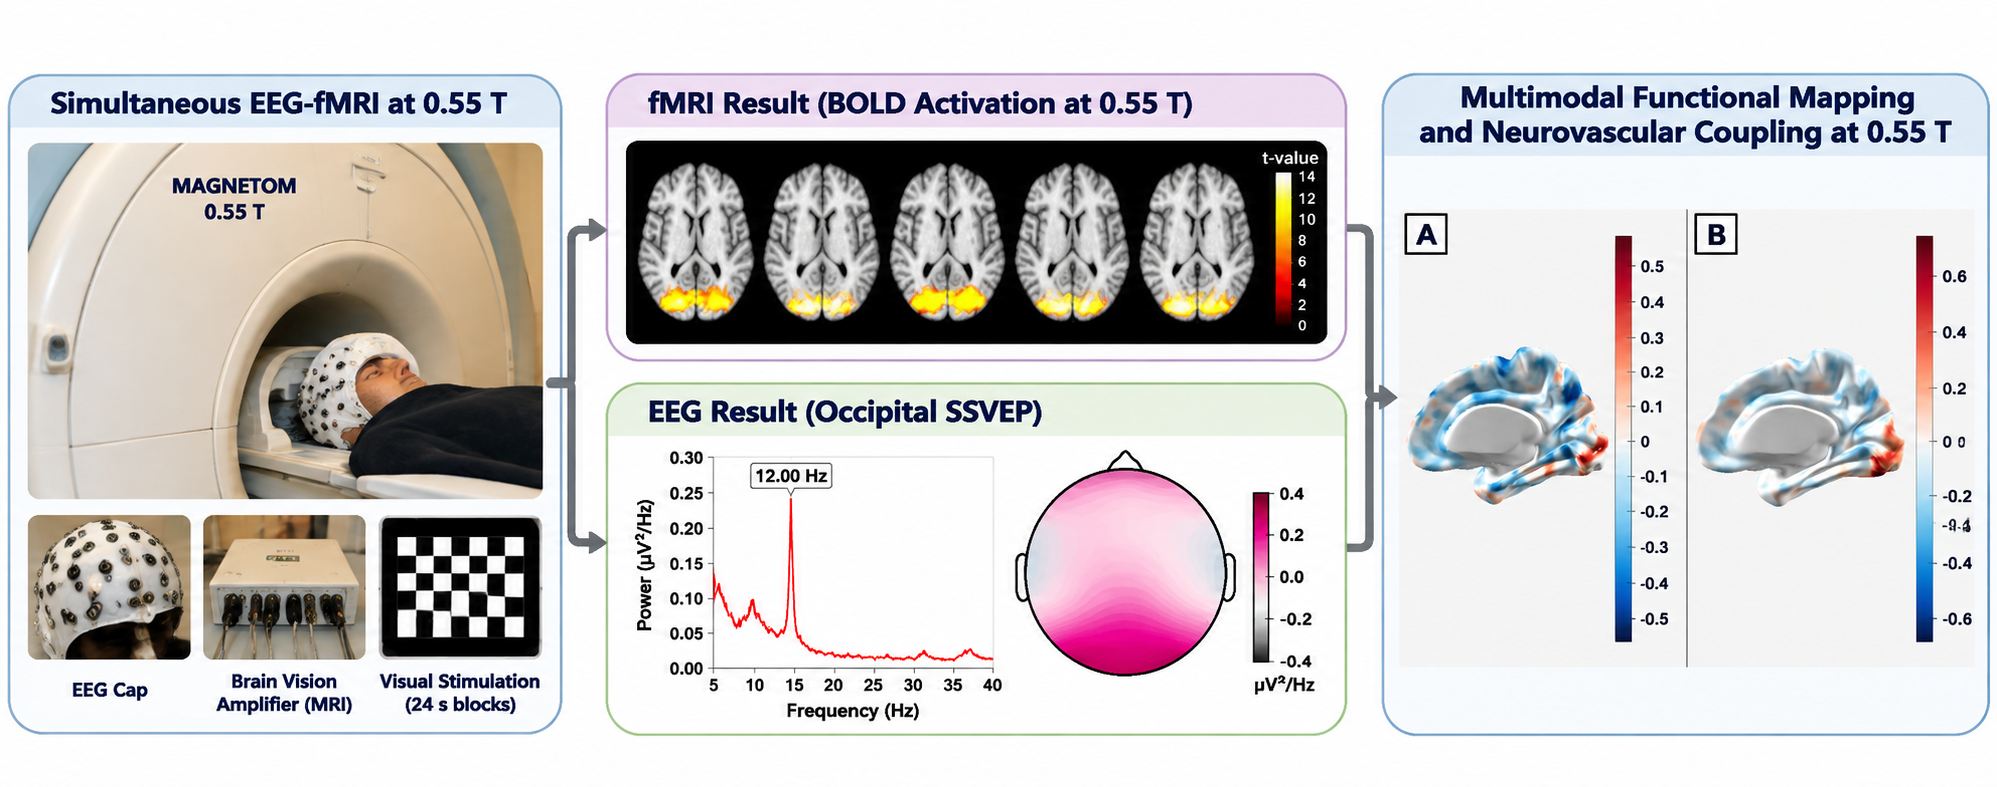 Simultaneous EEG-fMRI at 0.55 T
MAGNETOM
0.55 T
EEG Cap
Brain Vision
Amplifier (MRI)
Visual Stimulation
(24 s blocks)
fMRI Result (BOLD Activation at 0.55 T)
t-value
14
12
10
8
6
4
2
0
EEG Result (Occipital SSVEP)
Power (µV²/Hz)
0.30
0.25
0.20
0.15
0.10
0.05
0.00
12.00 Hz
5 10 15 20 25 30 35 40
Frequency (Hz)
0.4
0.2
0.0
-0.2
-0.4
µV²/Hz
Multimodal Functional Mapping
and Neurovascular Coupling at 0.55 T
A
0.5
0.4
0.3
0.2
0.1
0
-0.1
-0.2
-0.3
-0.4
-0.5
B
0.6
0.4
0.2
0 0
-0.2
-0.4
-0.6